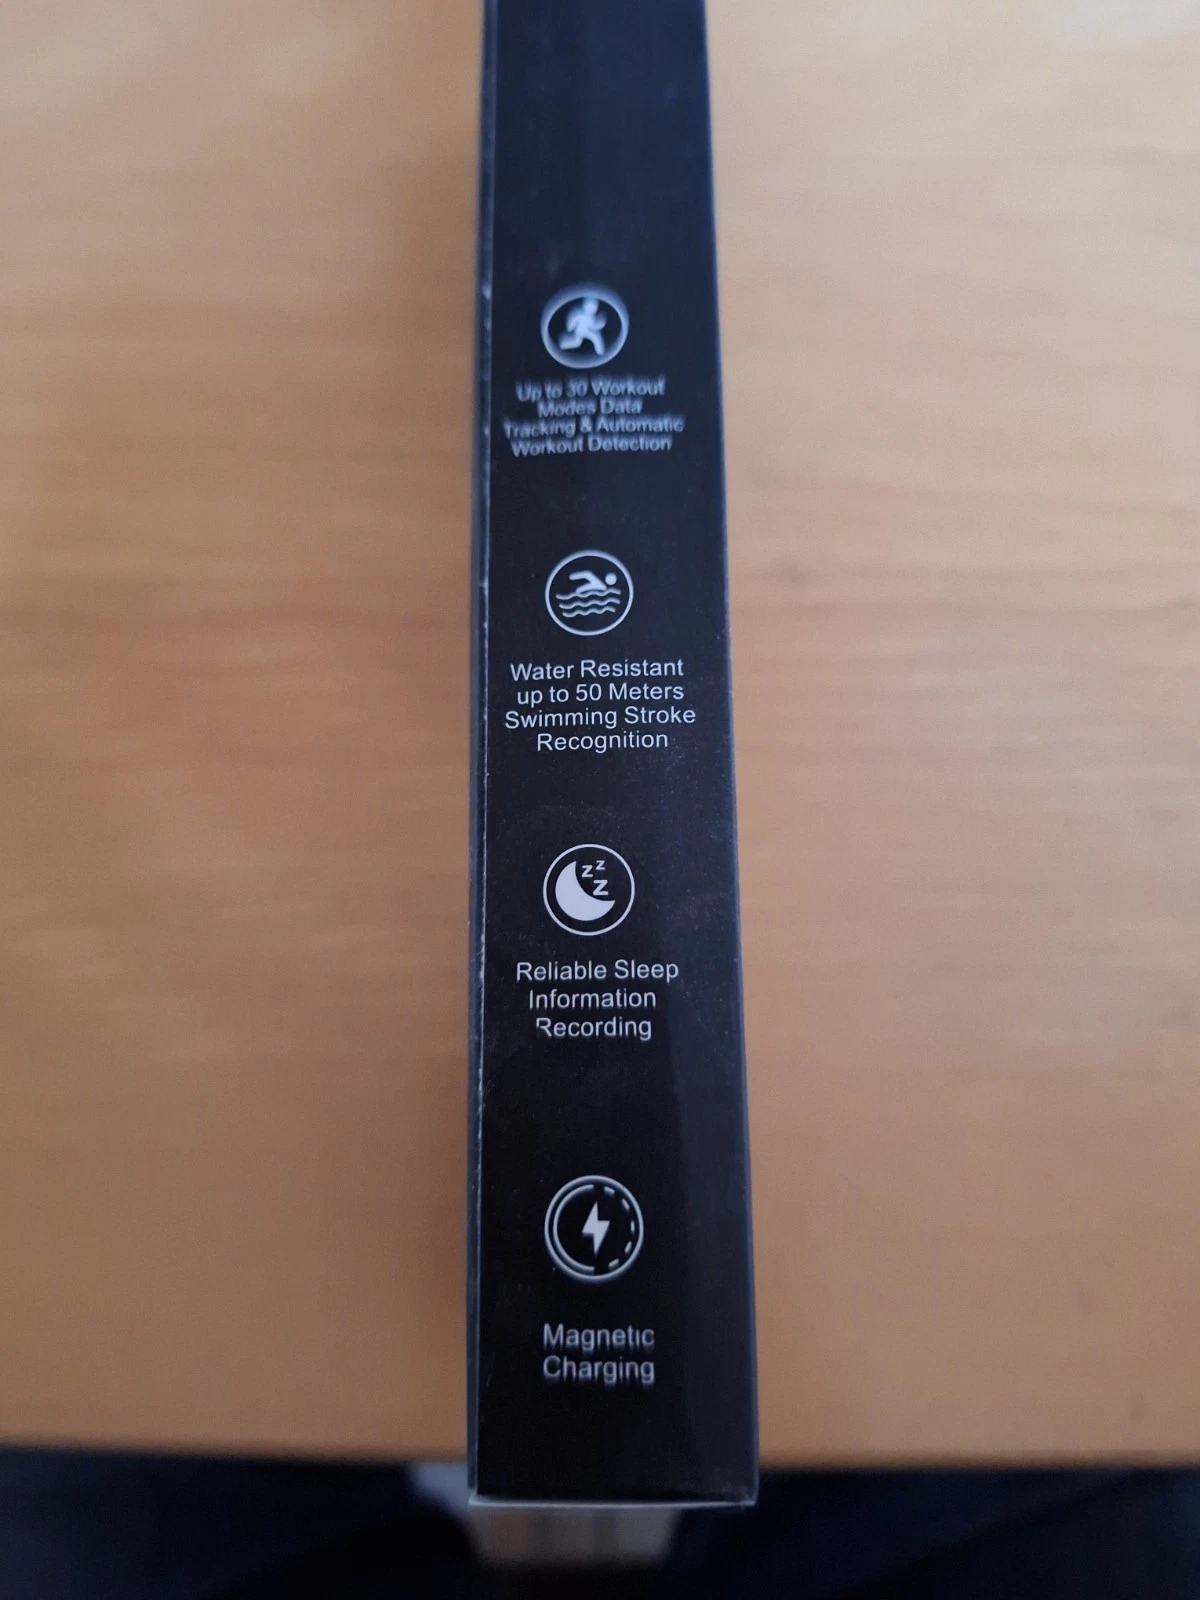 Up to 30 Workout
Modes Data
Tracking & Automatic
Workout Detection
Water Resistant
up to 50 Meters
Swimming Stroke
Recognition
zzz
Reliable Sleep
Information
Recording
Magnetic
Charging